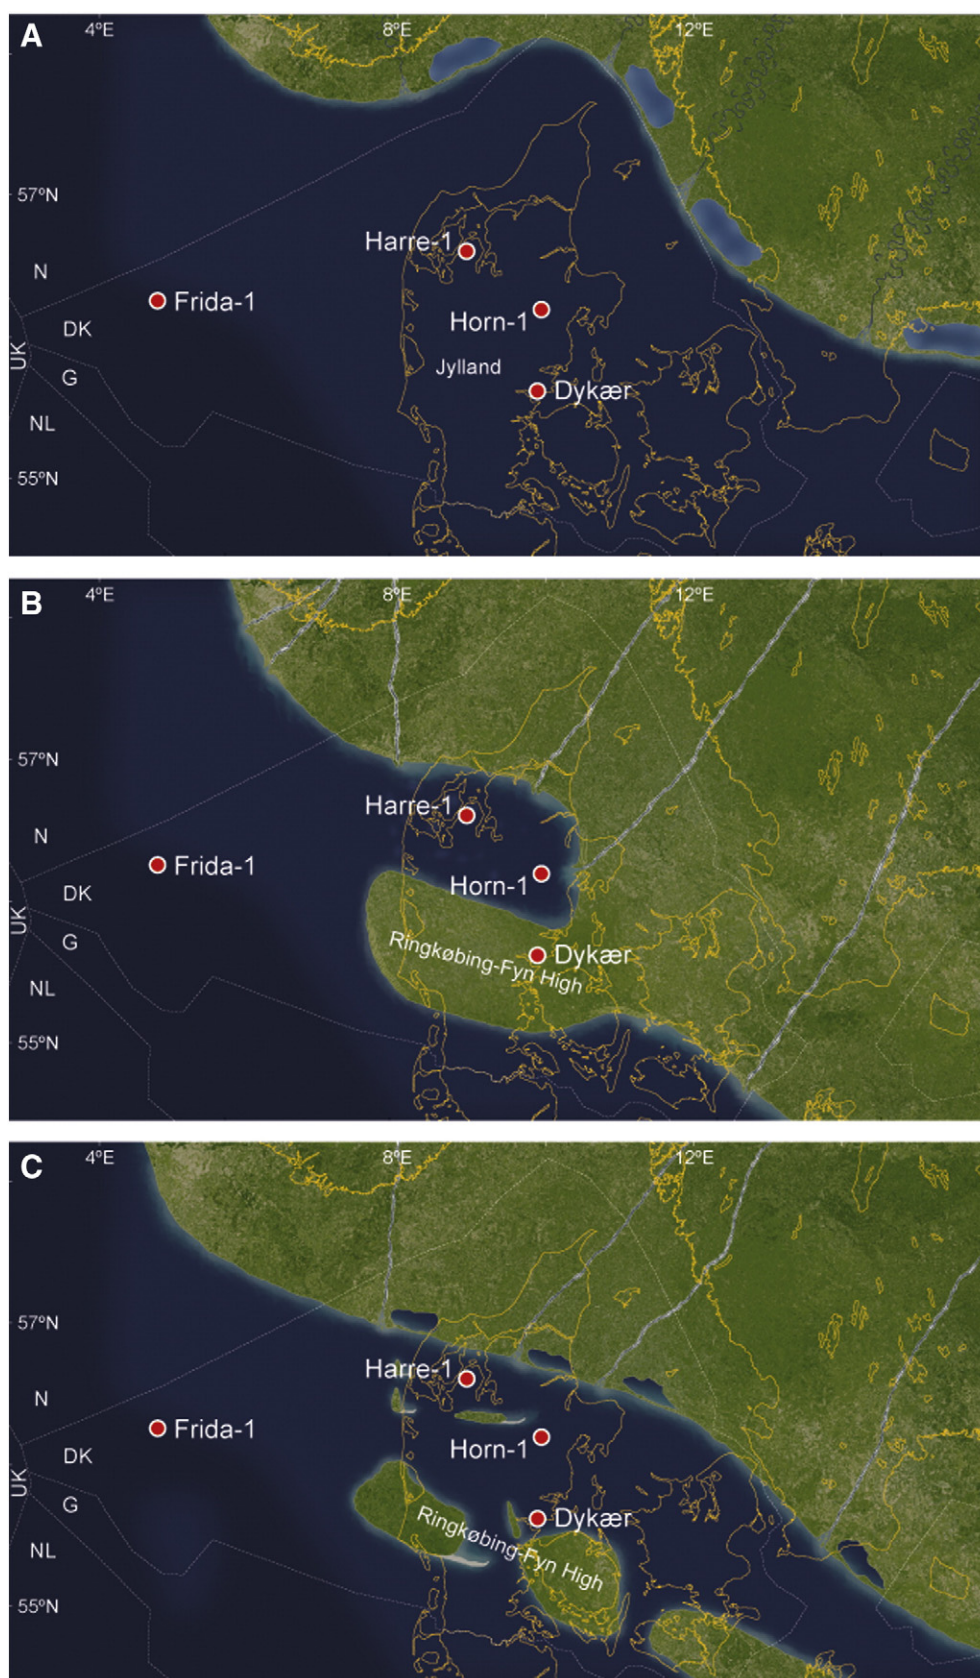 A
4ºE 8ºE 12ºE
57ºN
Harre-1
N
Frida-1
DK
Horn-1
UK
G
Jylland
Dykær
NL
55ºN
B
4ºE 8ºE 12ºE
57ºN
Harre-1
N
Frida-1
DK
Horn-1
UK
G
Ringkøbing-Fyn High
Dykær
NL
55ºN
C
4ºE 8ºE 12ºE
57ºN
Harre-1
N
Frida-1
Horn-1
DK
UK
G
Dykær
Ringkøbing-Fyn High
NL
55ºN